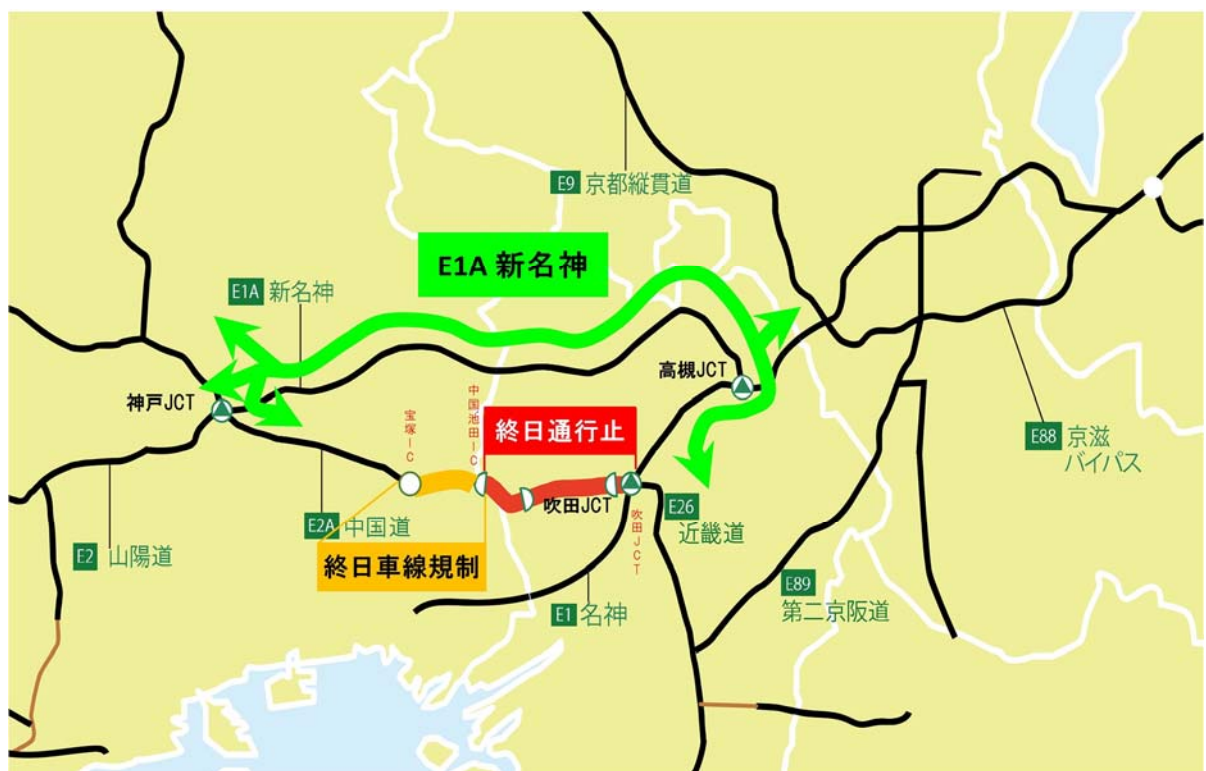 E9 京都縦貫道
E1A 新名神
E1A 新名神
高槻JCT
神戸JCT
中国池田IC
宝塚IC
終日通行止
E88 京滋
バイパス
吹田JCT
E26
近畿道
吹田JCT
E2A 中国道
E2 山陽道
終日車線規制
E89
第二京阪道
E1 名神